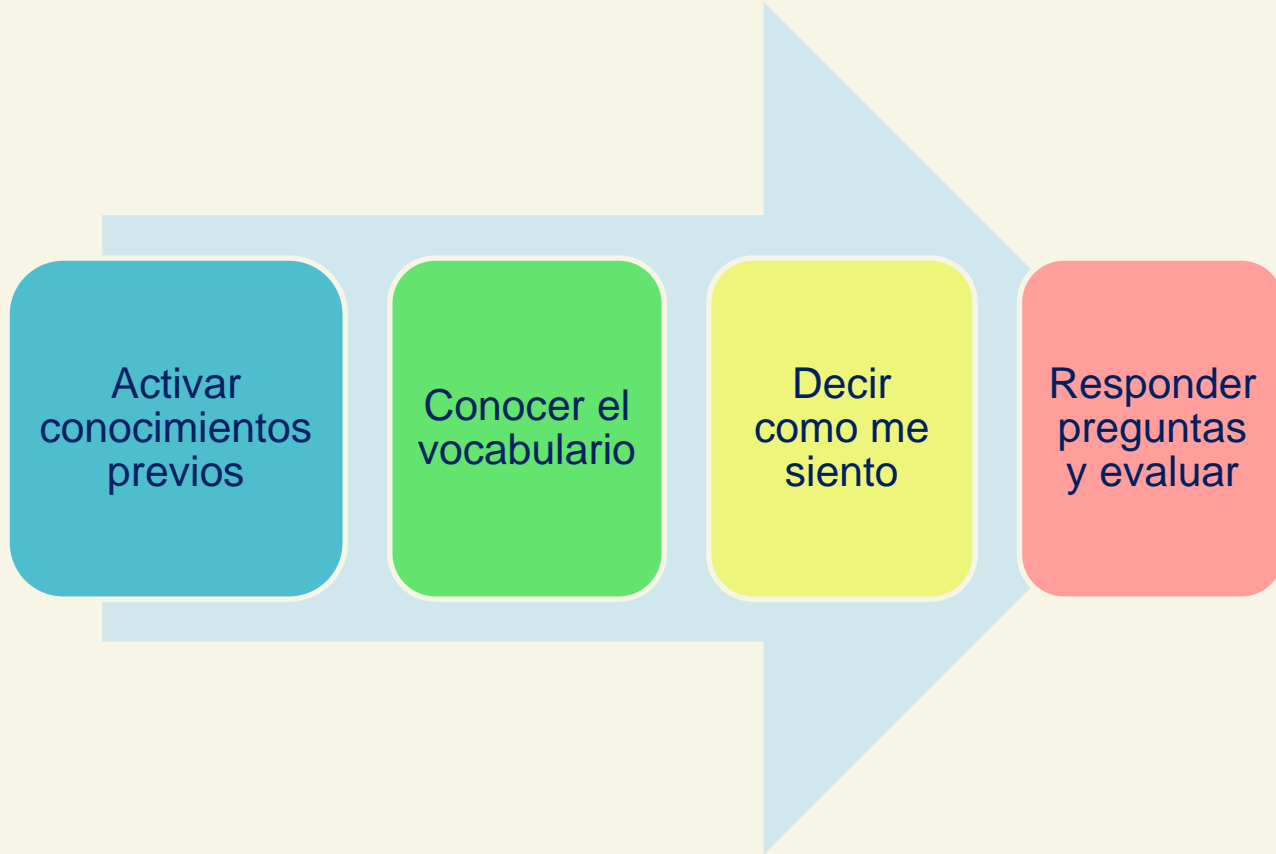 Activar
conocimientos
previos
Conocer el
vocabulario
Decir
como me
siento
Responder
preguntas
y evaluar